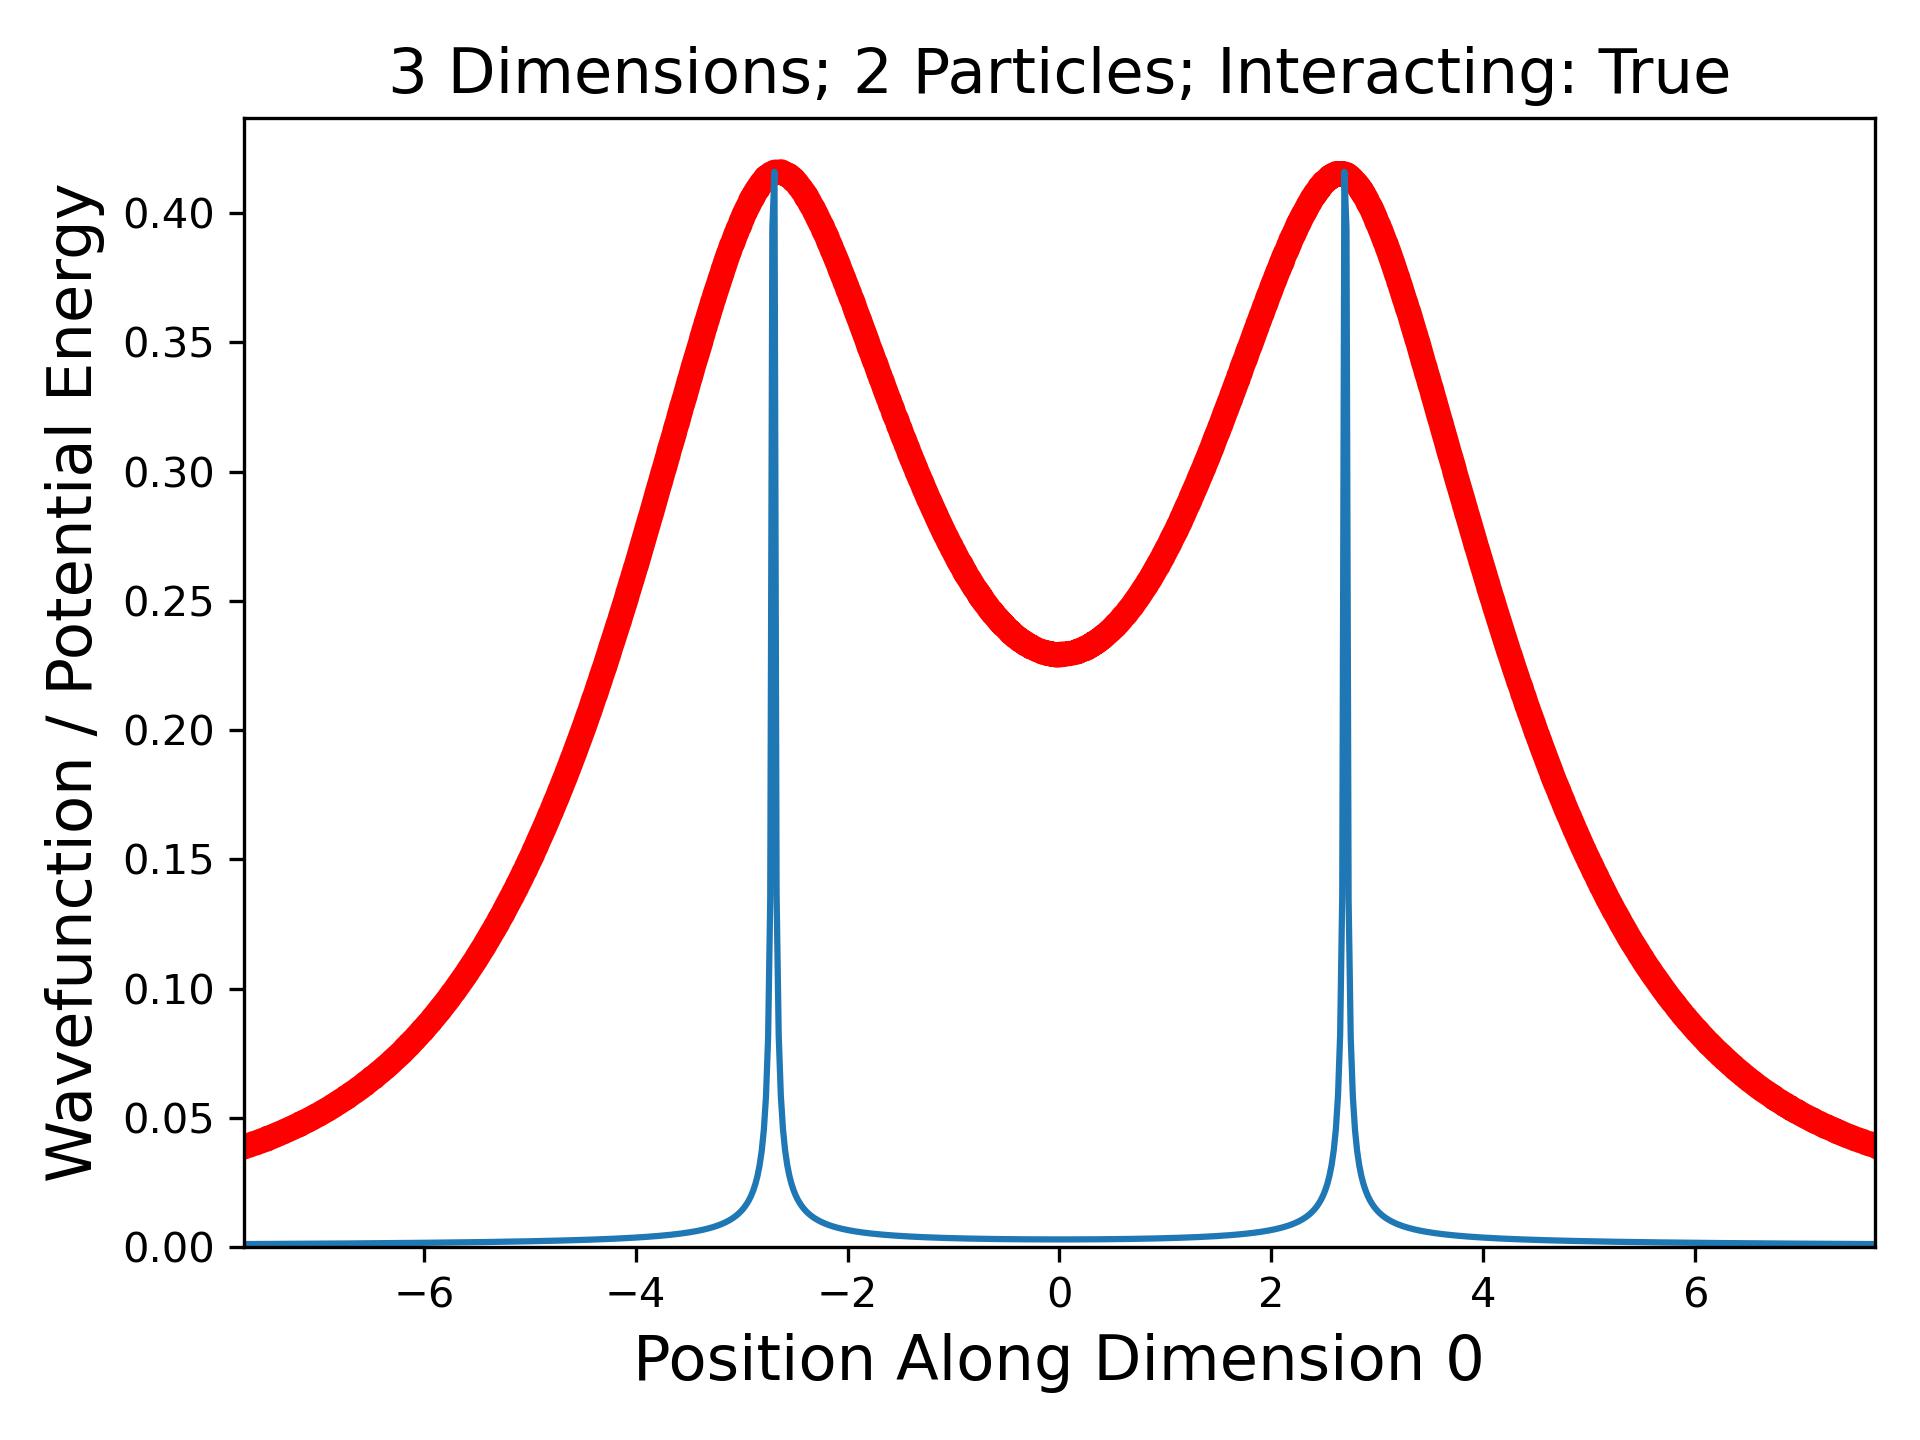 3 Dimensions; 2 Particles; Interacting: True
Wavefunction / Potential Energy
0.40
0.35
0.30
0.25
0.20
0.15
0.10
0.05
0.00
−6 −4 −2 0 2 4 6
Position Along Dimension 0